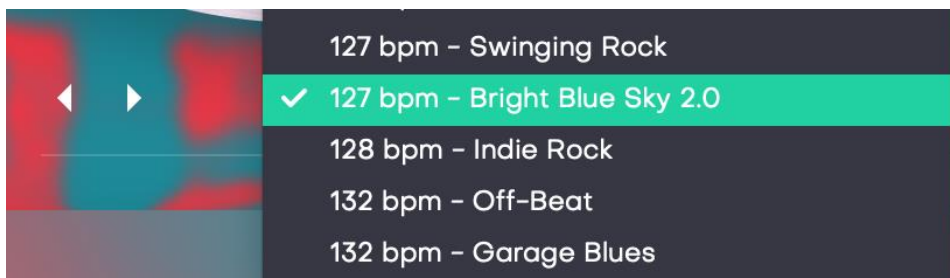 127 bpm – Swinging Rock
127 bpm – Bright Blue Sky 2.0
128 bpm – Indie Rock
132 bpm – Off-Beat
132 bpm – Garage Blues